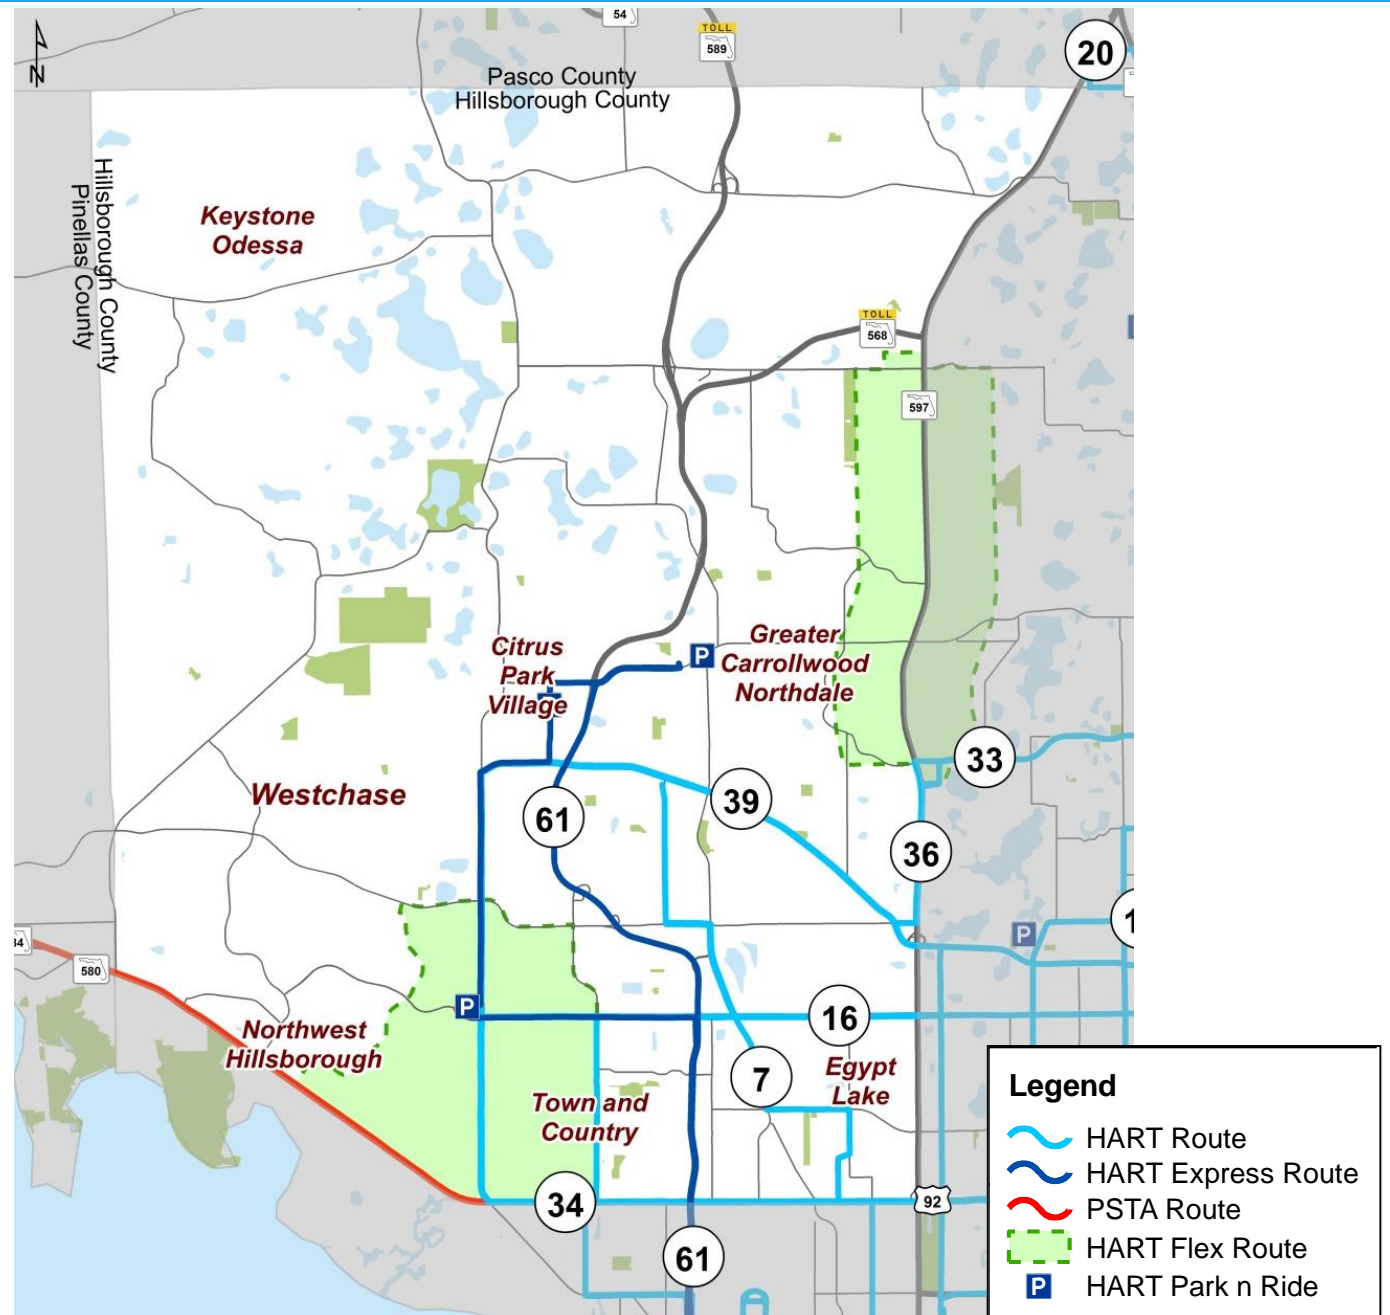 54
TOLL
589
20
N
Pasco County
Hillsborough County
Hillsborough County
Pinellas County
Keystone
Odessa
TOLL
568
597
Citrus
Park
Village
P
Greater
Carrollwood
Northdale
33
Westchase
61
39
36
P
580
P
16
Northwest
Hillsborough
7
Egypt
Lake
Town and
Country
34
92
61
Legend
HART Route
HART Express Route
PSTA Route
HART Flex Route
P HART Park n Ride